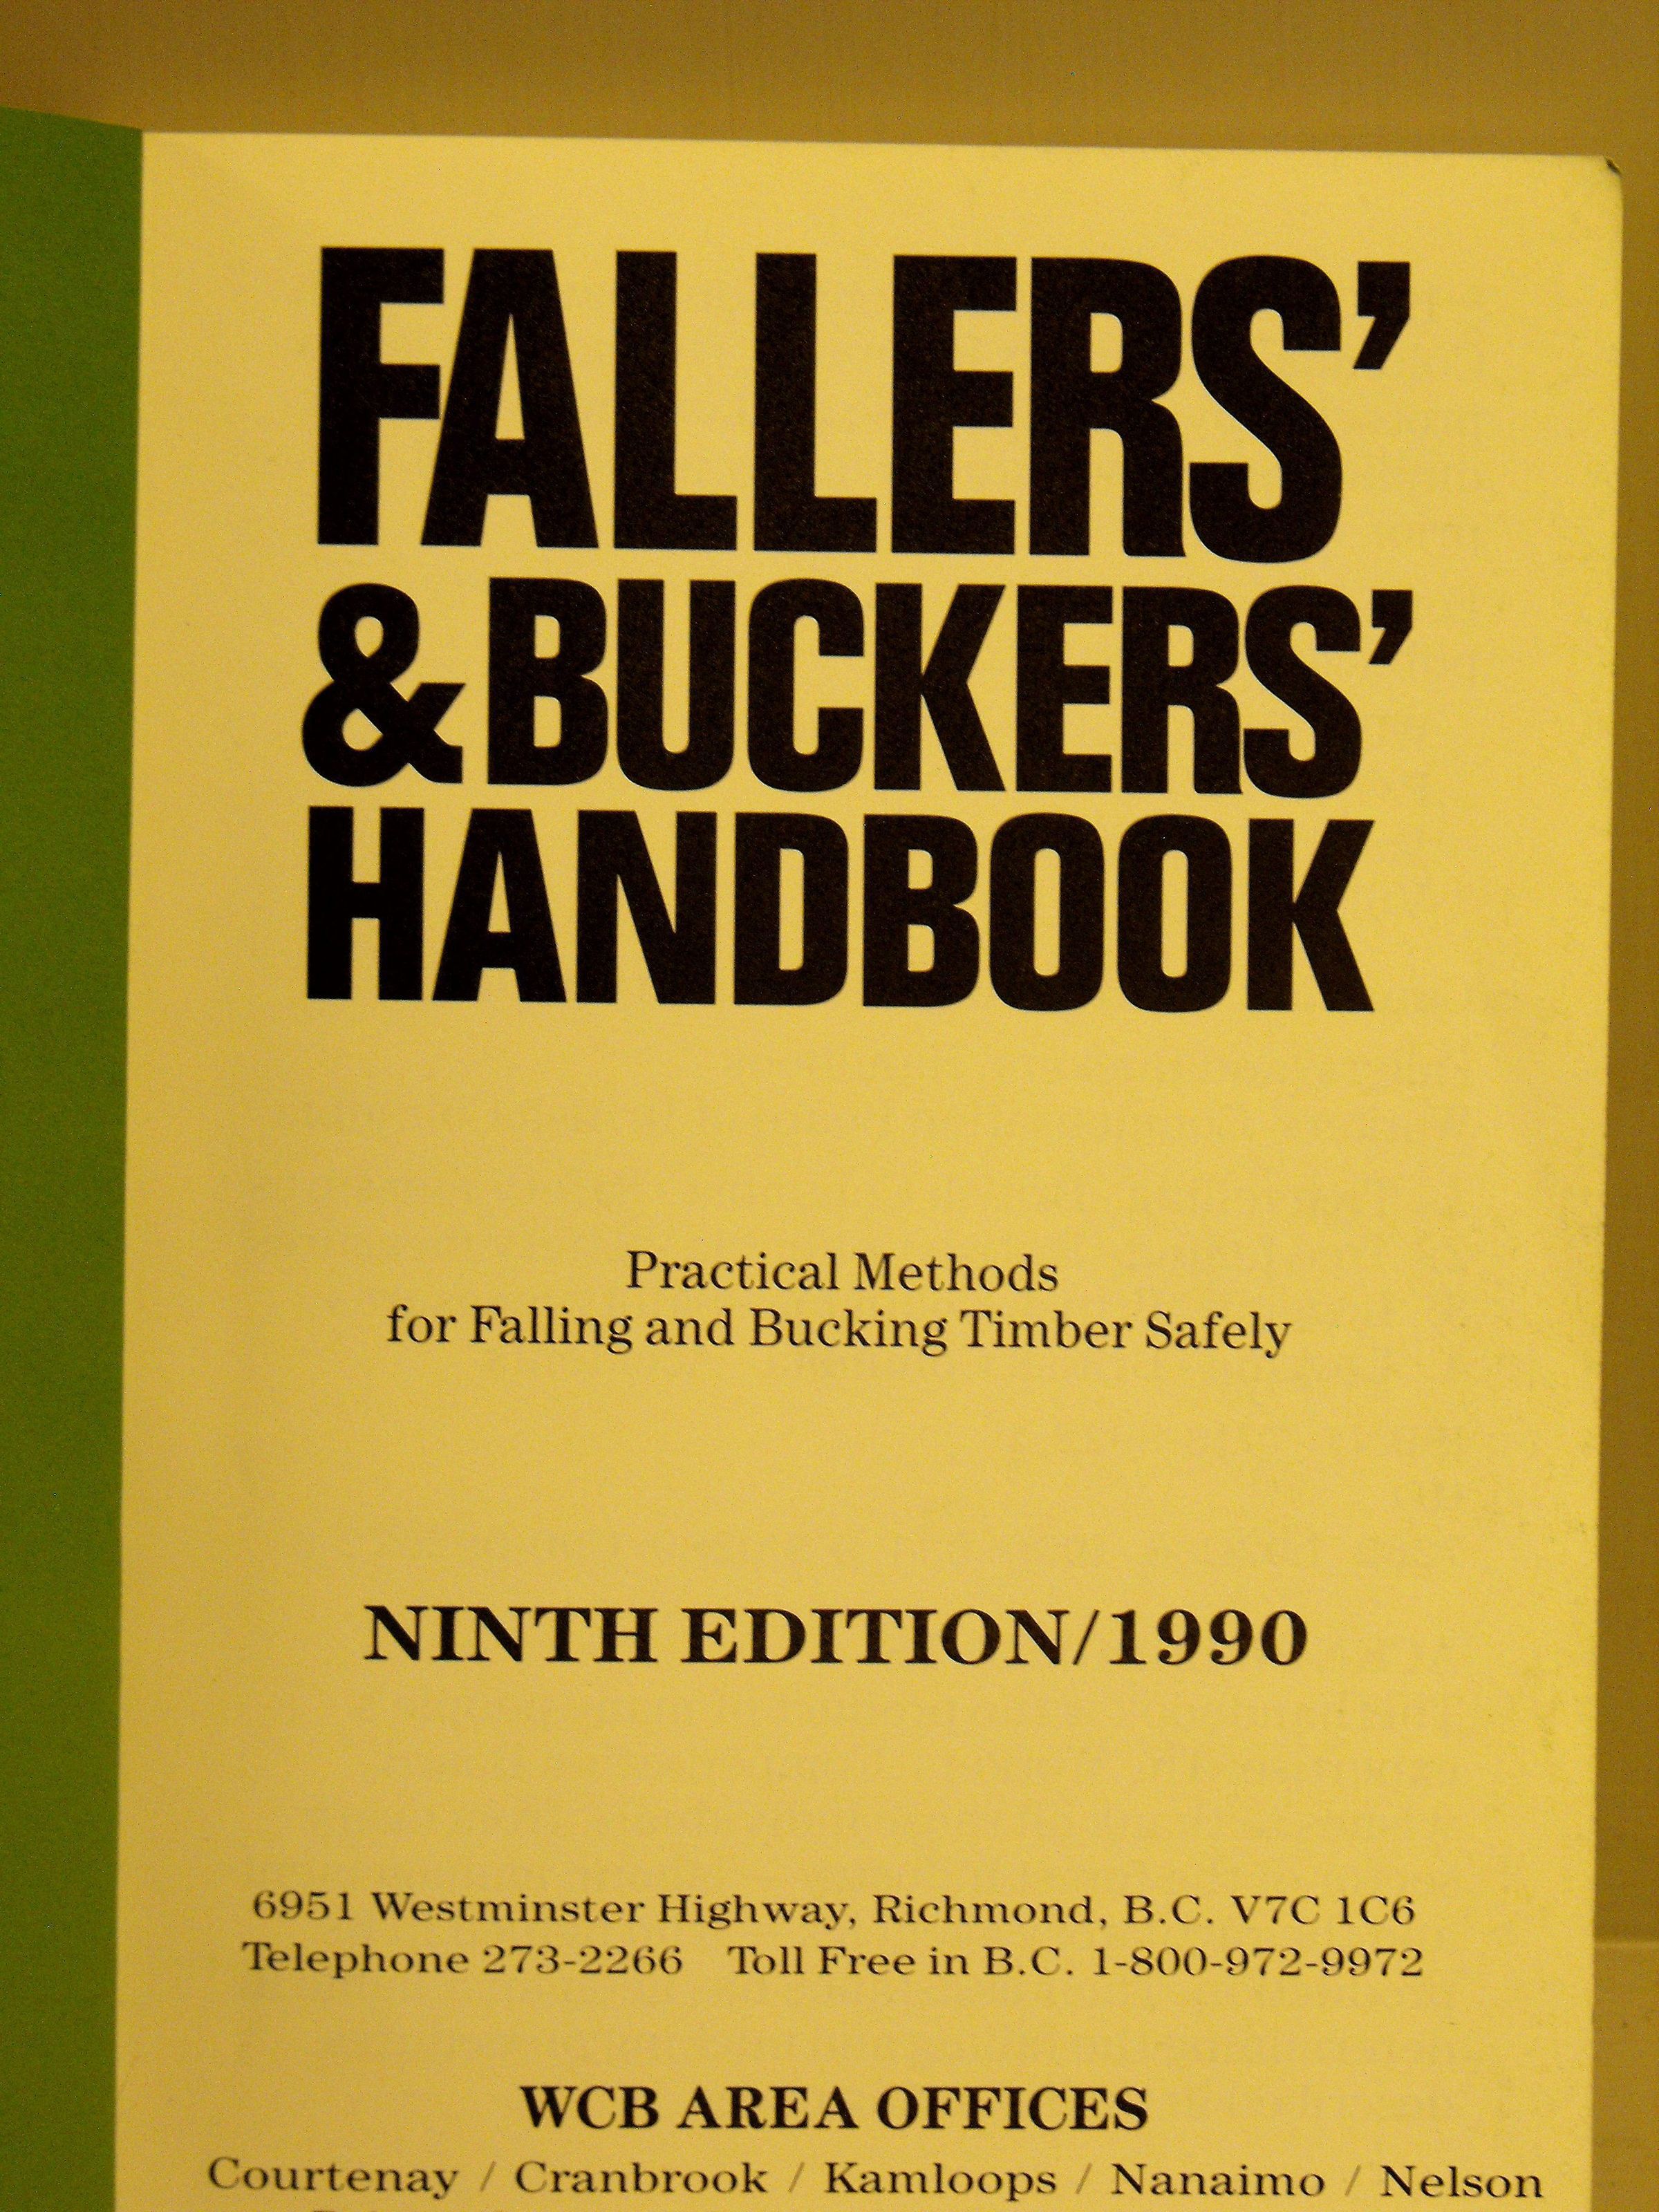 FALLERS'
& BUCKERS'
HANDBOOK
Practical Methods
for Falling and Bucking Timber Safely
NINTH EDITION/1990
6951 Westminster Highway, Richmond, B.C. V7C 1C6
Telephone 273-2266 Toll Free in B.C. 1-800-972-9972
WCB AREA OFFICES
Courtenay / Cranbrook / Kamloops / Nanaimo / Nelson